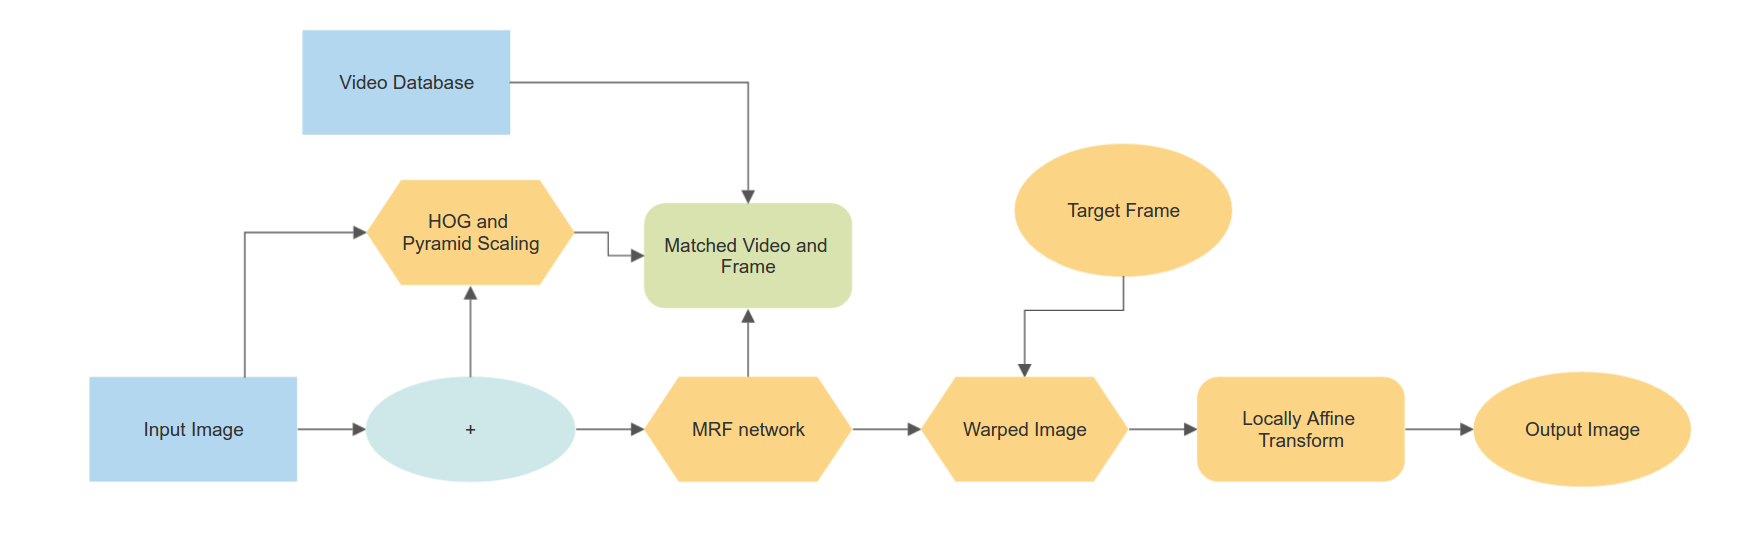 Video Database
HOG and
Pyramid Scaling
Matched Video and
Frame
Target Frame
Input Image
+
MRF network
Warped Image
Locally Affine
Transform
Output Image